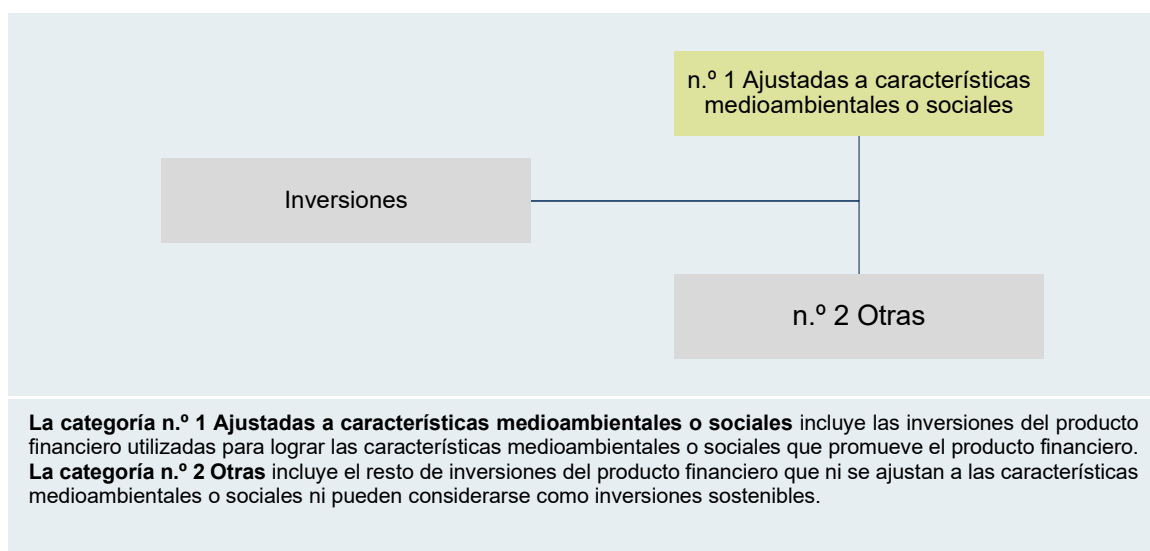 n.º 1 Ajustadas a características
medioambientales o sociales
Inversiones
n.º 2 Otras
La categoría n.º 1 Ajustadas a características medioambientales o sociales incluye las inversiones del producto
financiero utilizadas para lograr las características medioambientales o sociales que promueve el producto financiero.
La categoría n.º 2 Otras incluye el resto de inversiones del producto financiero que ni se ajustan a las características
medioambientales o sociales ni pueden considerarse como inversiones sostenibles.